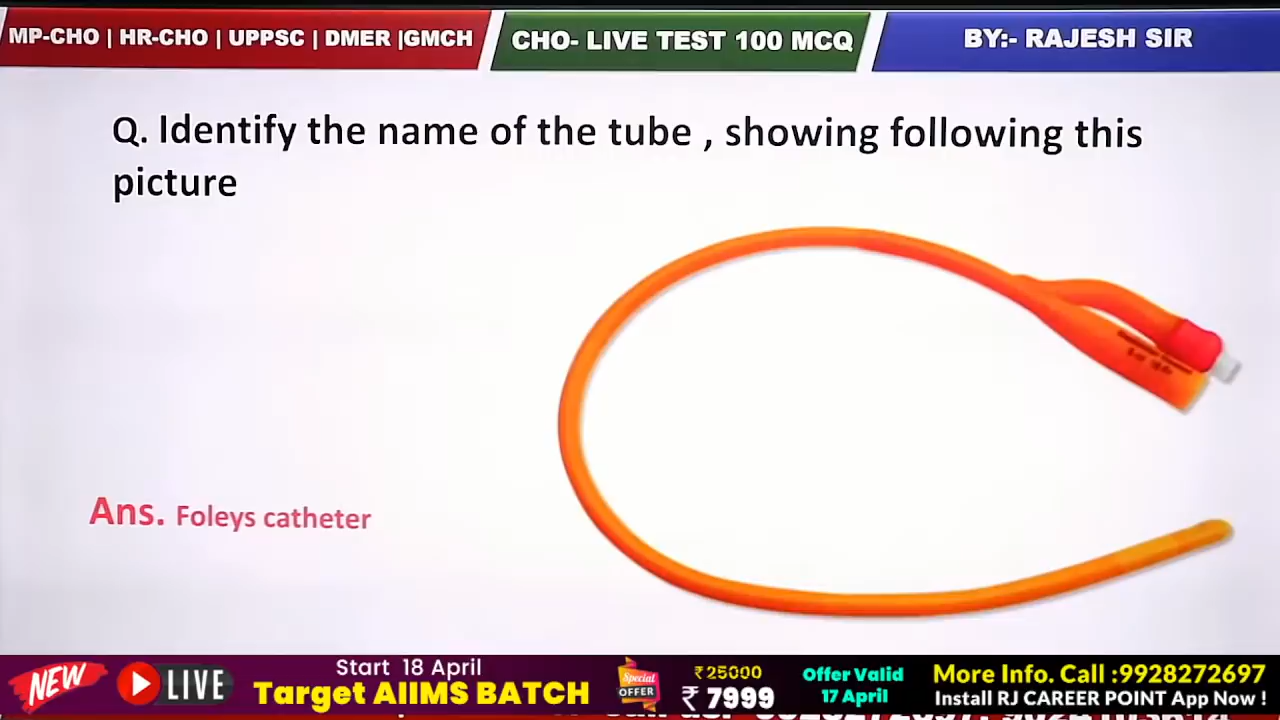 MP-CHO | HR-CHO | UPPSC | DMER |GMCH
CHO- LIVE TEST 100 MCQ
BY:- RAJESH SIR
Q. Identify the name of the tube , showing following this
picture
Ans. Foleys catheter
NEW
LIVE
Start 18 April
Target AIIMS BATCH
Special
OFFER
₹ 25000
₹ 7999
Offer Valid
17 April
More Info. Call :9928272697
Install RJ CAREER POINT App Now !